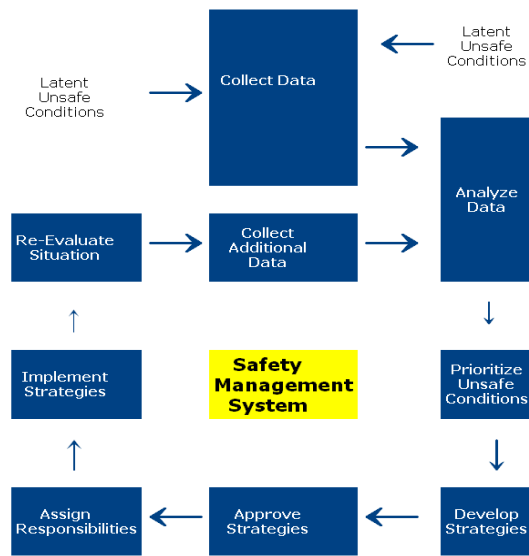 Latent
Unsafe
Conditions
Collect Data
Latent
Unsafe
Conditions
Analyze
Data
Re-Evaluate
Situation
Collect
Additional
Data
Implement
Strategies
Safety
Management
System
Prioritize
Unsafe
Conditions
Assign
Responsibilities
Approve
Strategies
Develop
Strategies